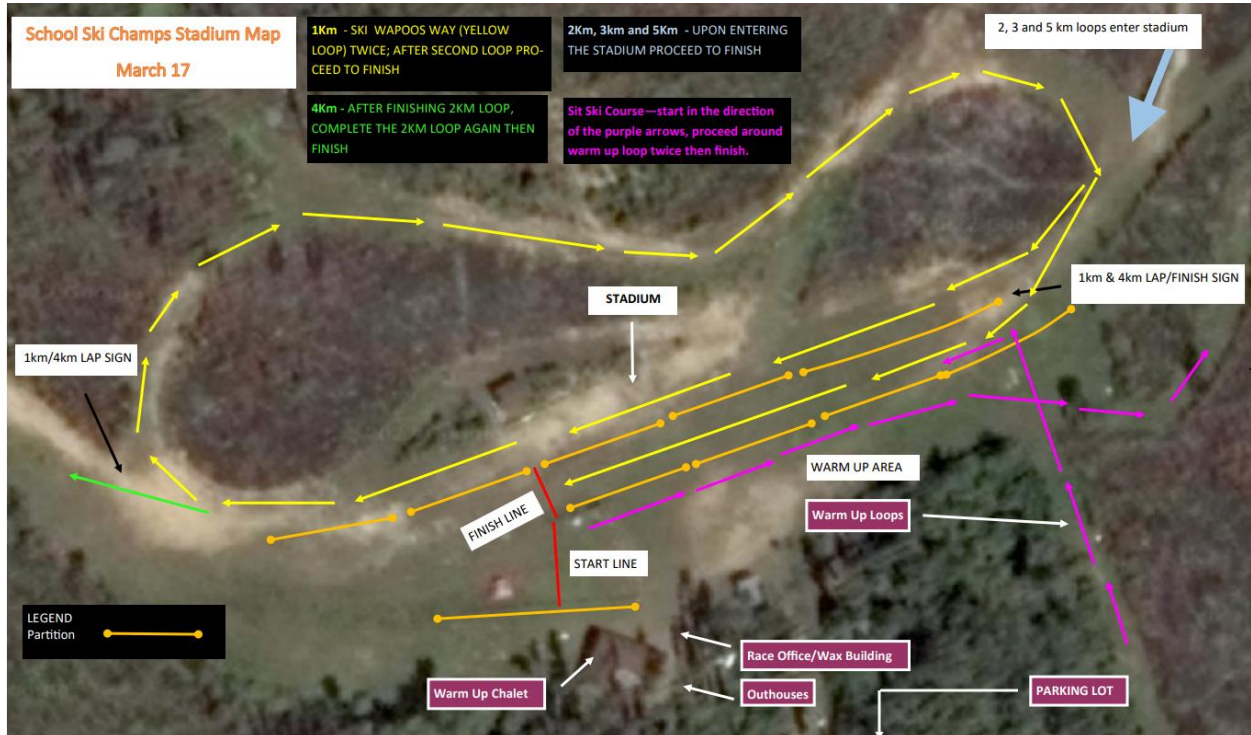 School Ski Champs Stadium Map
March 17
1Km - SKI WAPOOS WAY (YELLOW
LOOP) TWICE; AFTER SECOND LOOP PRO-
CEED TO FINISH
2Km, 3km and 5Km - UPON ENTERING
THE STADIUM PROCEED TO FINISH
2, 3 and 5 km loops enter stadium
4Km - AFTER FINISHING 2KM LOOP,
COMPLETE THE 2KM LOOP AGAIN THEN
FINISH
Sit Ski Course—start in the direction
of the purple arrows, proceed around
warm up loop twice then finish.
1km & 4km LAP/FINISH SIGN
STADIUM
1km/4km LAP SIGN
WARM UP AREA
Warm Up Loops
FINISH LINE
START LINE
LEGEND
Partition
Race Office/Wax Building
Warm Up Chalet
Outhouses
PARKING LOT